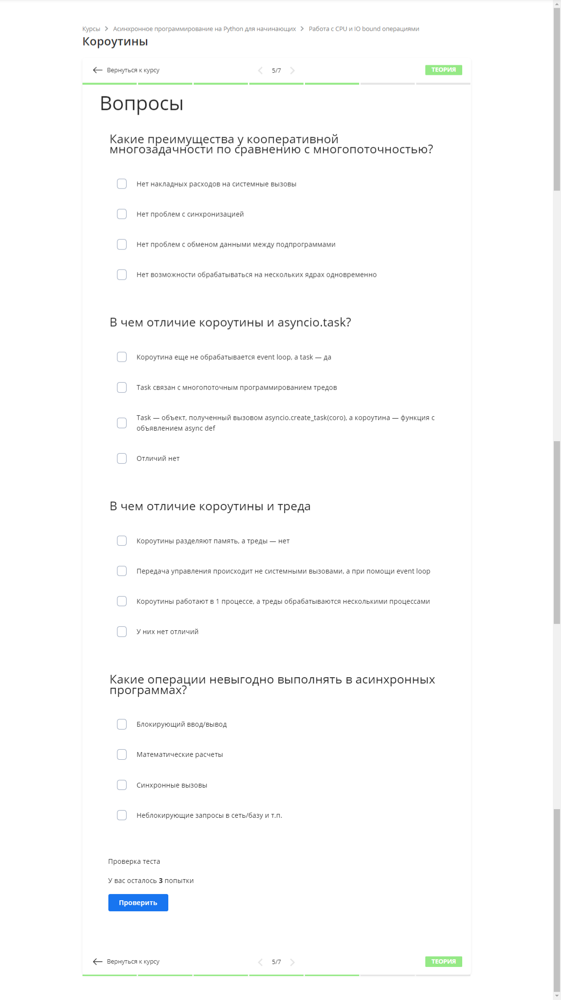 Курсы > Асинхронное программирование на Python для начинающих > Работа с CPU и IO bound операциями
Короутины
Вернуться к курсу
5/7
ТЕОРИЯ
Вопросы
Какие преимущества у кооперативной
многозадачности по сравнению с многопоточностью?
Нет накладных расходов на системные вызовы
Нет проблем с синхронизацией
Нет проблем с обменом данными между подпрограммами
Нет возможности обрабатываться на нескольких ядрах одновременно
В чем отличие короутины и asyncio.task?
Короутина еще не обрабатывается event loop, а task — да
Task связан с многопоточным программированием тредов
Task — объект, полученный вызовом asyncio.create_task(coro), а короутина — функция с
объявлением async def
Отличий нет
В чем отличие короутины и треда
Короутины разделяют память, а треды — нет
Передача управления происходит не системными вызовами, а при помощи event loop
Короутины работают в 1 процессе, а треды обрабатываются несколькими процессами
У них нет отличий
Какие операции невыгодно выполнять в асинхронных
программах?
Блокирующий ввод/вывод
Математические расчеты
Синхронные вызовы
Неблокирующие запросы в сеть/базу и т.п.
Проверка теста
У вас осталось 3 попытки
Проверить
Вернуться к курсу
5/7
ТЕОРИЯ